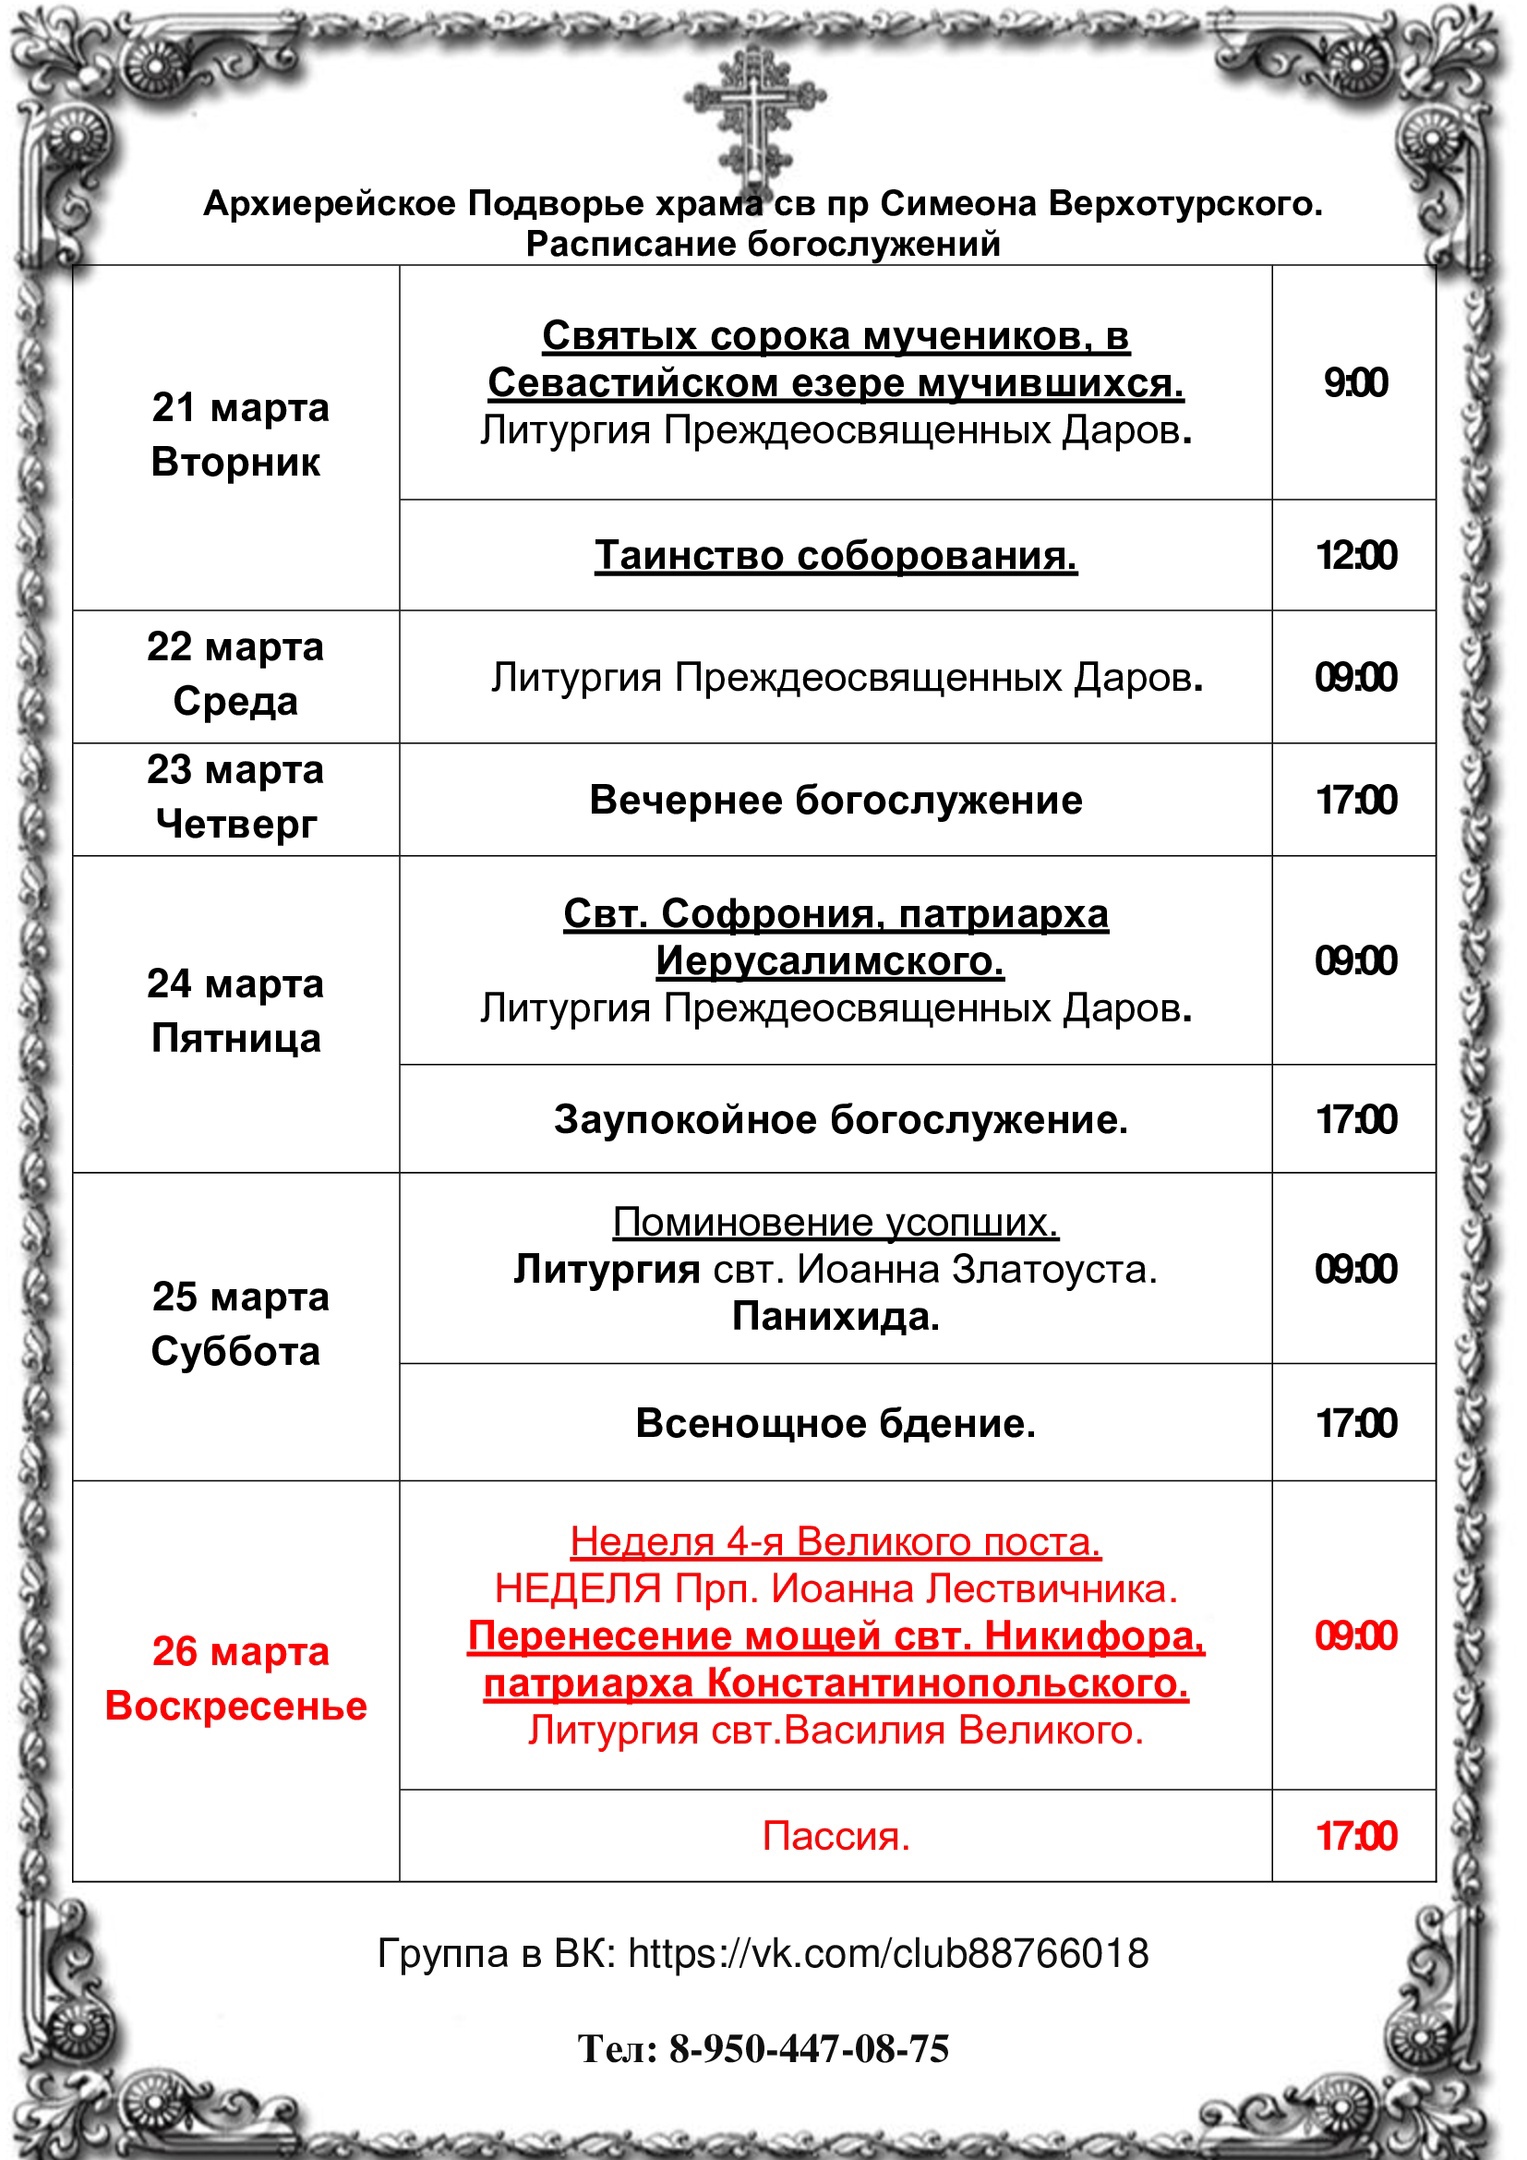 Архиерейское Подворье храма св пр Симеона Верхотурского.
Расписание богослужений
21 марта
Вторник
Святых сорока мучеников, в
Севастийском езере мучившихся.
Литургия Преждеосвященных Даров.
9:00
Таинство соборования.
12:00
22 марта
Среда
Литургия Преждеосвященных Даров.
09:00
23 марта
Четверг
Вечернее богослужение
17:00
24 марта
Пятница
Свт. Софрония, патриарха
Иерусалимского.
Литургия Преждеосвященных Даров.
09:00
Заупокойное богослужение.
17:00
25 марта
Суббота
Поминовение усопших.
Литургия свт. Иоанна Златоуста.
Панихида.
09:00
Всенощное бдение.
17:00
26 марта
Воскресенье
Неделя 4-я Великого поста.
НЕДЕЛЯ Прп. Иоанна Лествичника.
Перенесение мощей свт. Никифора,
патриарха Константинопольского.
Литургия свт.Василия Великого.
09:00
Пассия.
17:00
Группа в ВК: https://vk.com/club88766018
Тел: 8-950-447-08-75